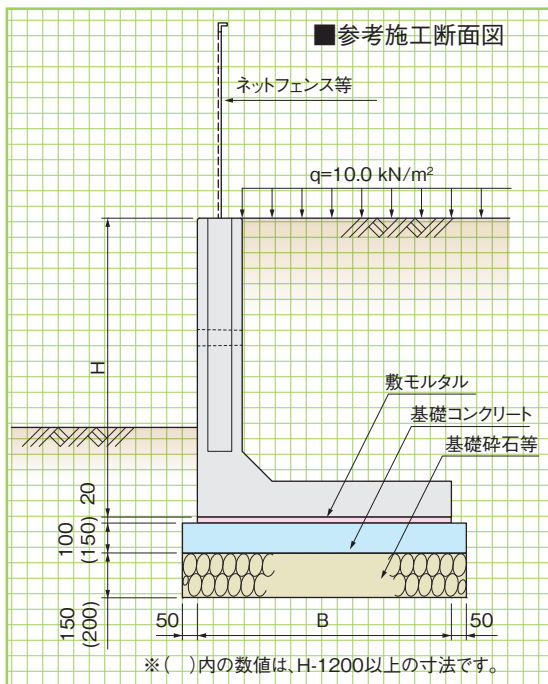 ■参考施工断面図
ネットフェンス等
q=10.0 kN/m²
H
敷モルタル
基礎コンクリート
基礎砕石等
20
100
(150)
150
(200)
50
B
50
※(　)内の数値は、H-1200以上の寸法です。